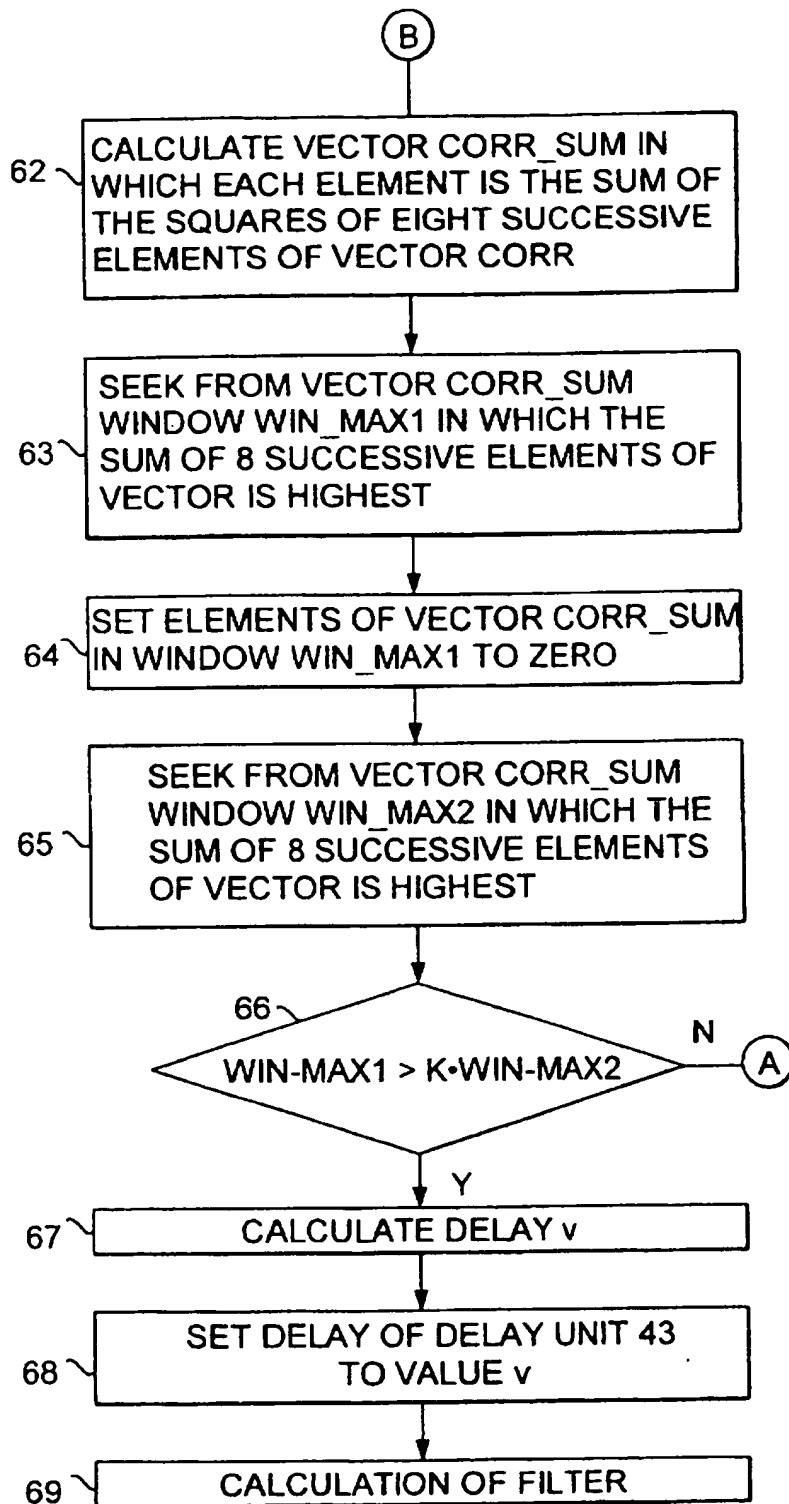 B
62
CALCULATE VECTOR CORR_SUM IN
WHICH EACH ELEMENT IS THE SUM OF
THE SQUARES OF EIGHT SUCCESSIVE
ELEMENTS OF VECTOR CORR
63
SEEK FROM VECTOR CORR_SUM
WINDOW WIN_MAX1 IN WHICH THE
SUM OF 8 SUCCESSIVE ELEMENTS OF
VECTOR IS HIGHEST
64
SET ELEMENTS OF VECTOR CORR_SUM
IN WINDOW WIN_MAX1 TO ZERO
65
SEEK FROM VECTOR CORR_SUM
WINDOW WIN_MAX2 IN WHICH THE
SUM OF 8 SUCCESSIVE ELEMENTS
OF VECTOR IS HIGHEST
66
WIN-MAX1 > K•WIN-MAX2
N
A
Y
67
CALCULATE DELAY v
68
SET DELAY OF DELAY UNIT 43
TO VALUE v
69
CALCULATION OF FILTER